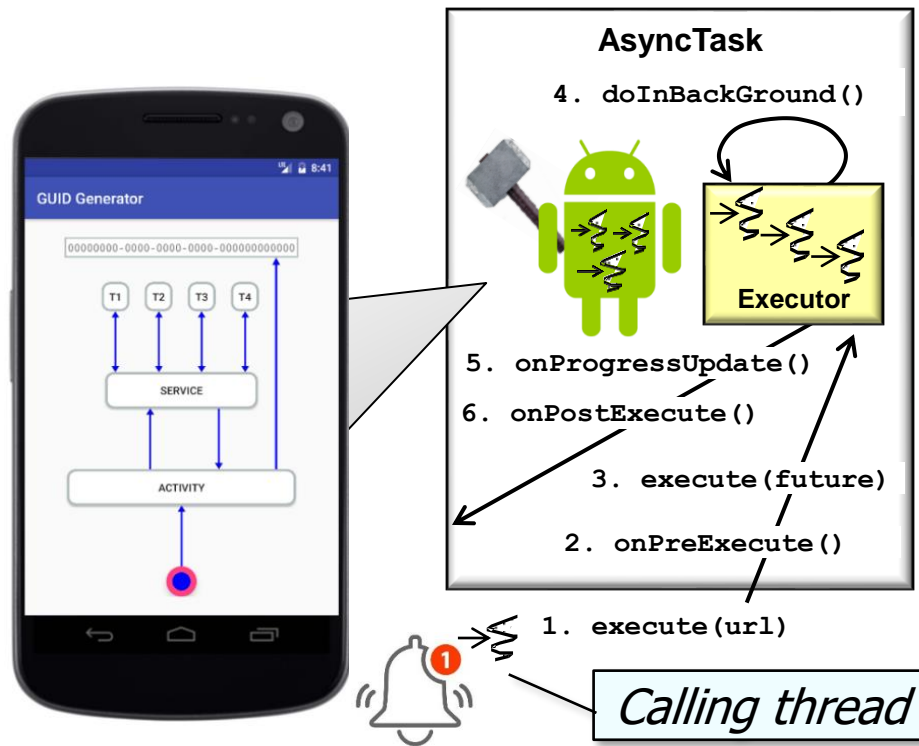 AsyncTask
4. doInBackGround()
Executor
5. onProgressUpdate()
6. onPostExecute()
3. execute(future)
2. onPreExecute()
1. execute(url)
1
Calling thread
8:41
GUID Generator
00000000-0000-0000-0000-000000000000
T1 T2 T3 T4
SERVICE
ACTIVITY